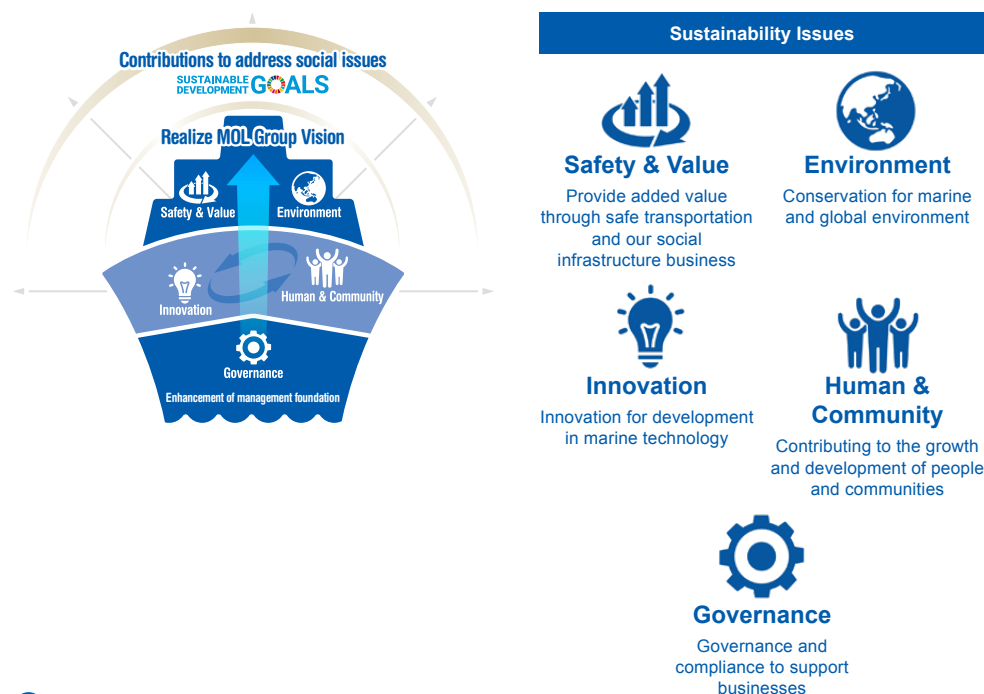 Contributions to address social issues
SUSTAINABLE
DEVELOPMENT
GOALS
Realize MOL Group Vision
Safety & Value
Environment
Innovation
Human & Community
Governance
Enhancement of management foundation
Sustainability Issues
Safety & Value
Provide added value
through safe transportation
and our social
infrastructure business
Environment
Conservation for marine
and global environment
Innovation
Innovation for development
in marine technology
Human &
Community
Contributing to the growth
and development of people
and communities
Governance
Governance and
compliance to support
businesses